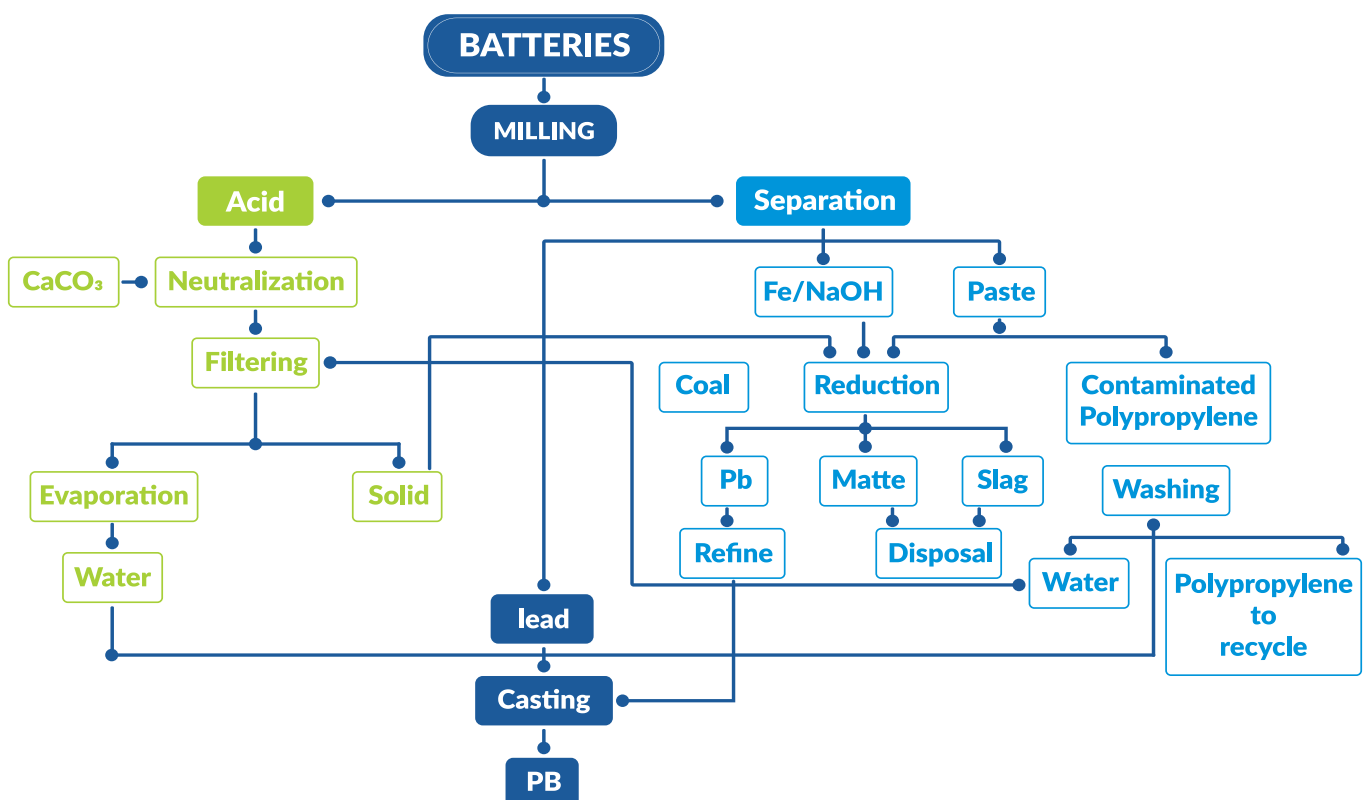 BATTERIES
MILLING
Acid
Separation
CaCO₃
Neutralization
Fe/NaOH
Paste
Filtering
Coal
Reduction
Contaminated
Polypropylene
Evaporation
Solid
Pb
Matte
Slag
Washing
Water
Refine
Disposal
Water
Polypropylene
to
recycle
lead
Casting
PB